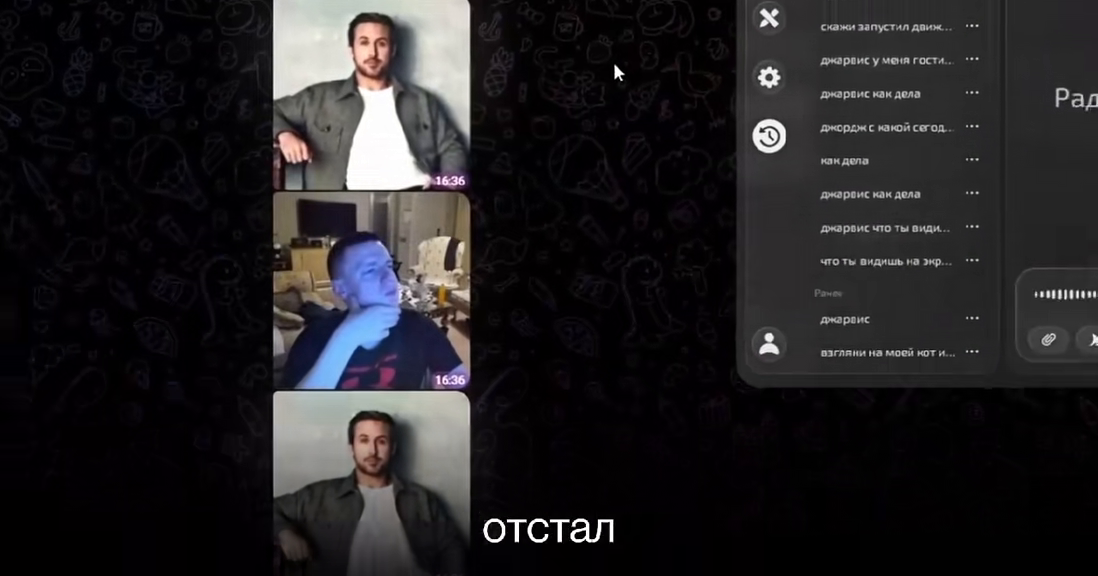 16:36
16:36
скажи запустил движ...
джарвис у меня гости...
джарвис как дела
джордж с какой сегод...
как дела
джарвис как дела
джарвис что ты види...
что ты видишь на экр...
Ранее
джарвис
взгляни на мой кот и...
Рад
отстал